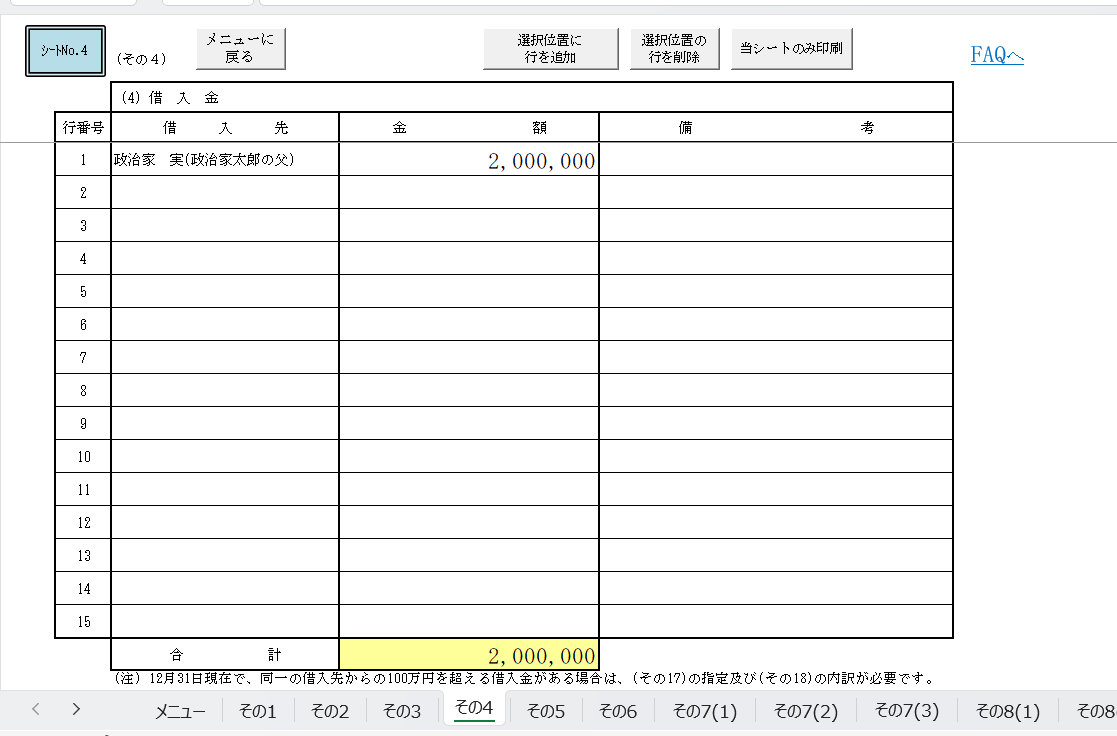 シートNo.4
(その４)
メニューに
戻る
選択位置に
行を追加
選択位置の
行を削除
当シートのみ印刷
FAQへ
(4) 借　入　金
行番号 借　入　先 金　額 備　考
1 政治家　実(政治家太郎の父) 2,000,000
2
3
4
5
6
7
8
9
10
11
12
13
14
15
合　計 2,000,000
(注) 12月31日現在で、同一の借入先からの100万円を超える借入金がある場合は、(その17)の指定及び(その18)の内訳が必要です。
メニュー その1 その2 その3 その4 その5 その6 その7(1) その7(2) その7(3) その8(1) その8